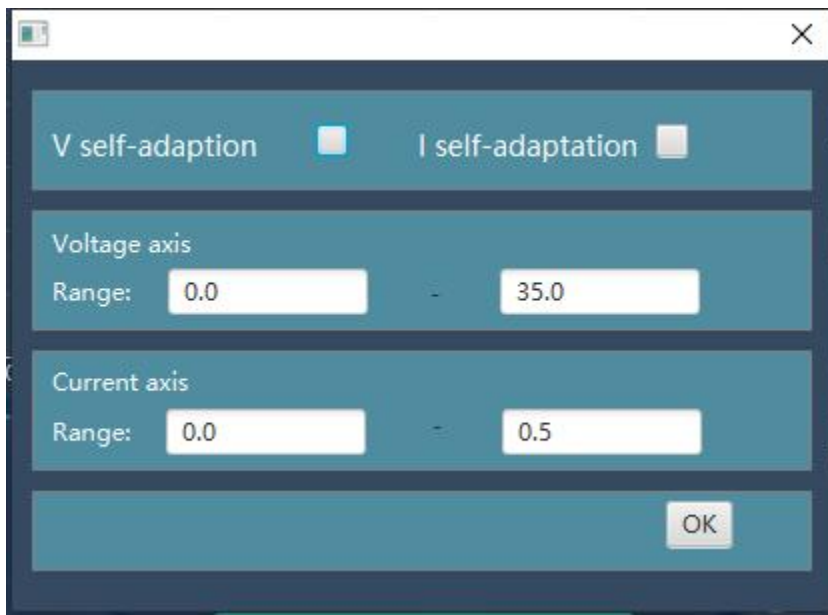 V self-adaption I self-adaptation
Voltage axis
Range: 0.0 - 35.0
Current axis
Range: 0.0 - 0.5
OK